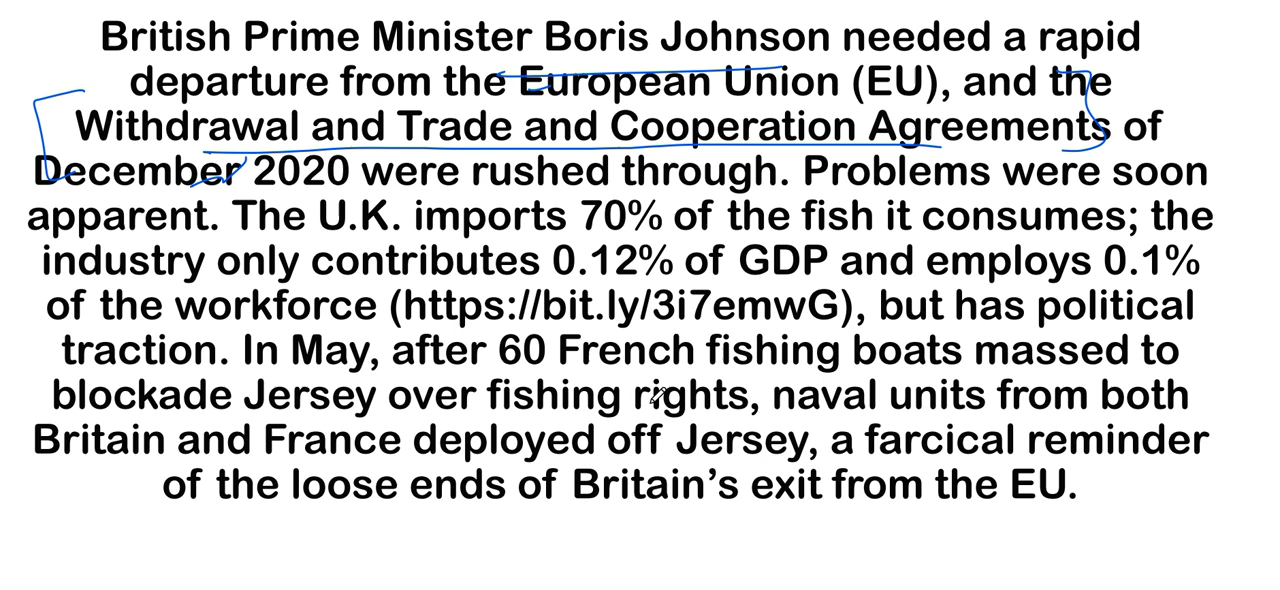 British Prime Minister Boris Johnson needed a rapid
departure from the European Union (EU), and the
Withdrawal and Trade and Cooperation Agreements of
December 2020 were rushed through. Problems were soon
apparent. The U.K. imports 70% of the fish it consumes; the
industry only contributes 0.12% of GDP and employs 0.1%
of the workforce (https://bit.ly/3i7emwG), but has political
traction. In May, after 60 French fishing boats massed to
blockade Jersey over fishing rights, naval units from both
Britain and France deployed off Jersey, a farcical reminder
of the loose ends of Britain’s exit from the EU.